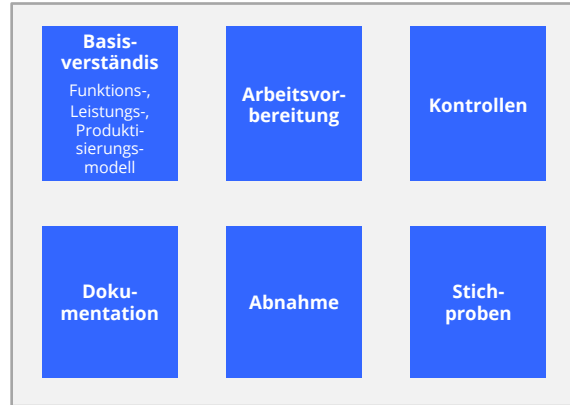 Basis-
verständis
Funktions-,
Leistungs-,
Produkti-
sierungs-
modell
Arbeitsvor-
bereitung
Kontrollen
Doku-
mentation
Abnahme
Stich-
proben